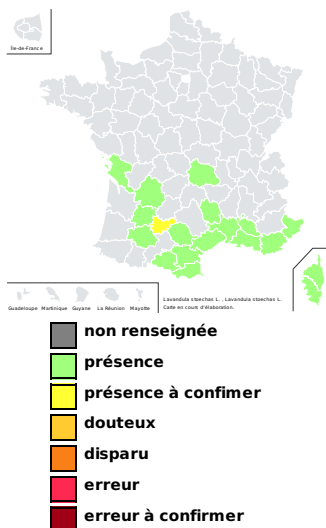 Île-de-France
Guadeloupe Martinique Guyane La Réunion Mayotte
Lavandula stoechas L. , Lavandula stoechas L.
Carte en cours d'élaboration.
non renseignée
présence
présence à confimer
douteux
disparu
erreur
erreur à confirmer